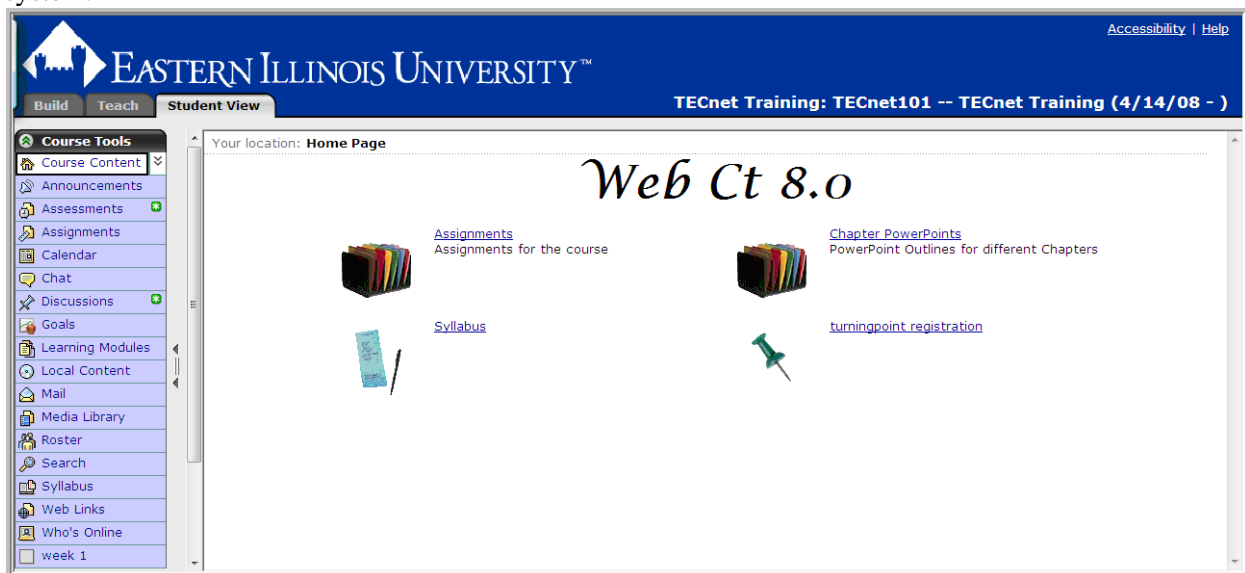 Accessibility | Help
EASTERN ILLINOIS UNIVERSITY™
Build Teach Student View
TECnet Training: TECnet101 -- TECnet Training (4/14/08 - )
Course Tools
Course Content
Announcements
Assessments
Assignments
Calendar
Chat
Discussions
Goals
Learning Modules
Local Content
Mail
Media Library
Roster
Search
Syllabus
Web Links
Who's Online
week 1
Your location: Home Page
Web Ct 8.0
Assignments
Assignments for the course
Chapter PowerPoints
PowerPoint Outlines for different Chapters
Syllabus
turningpoint registration